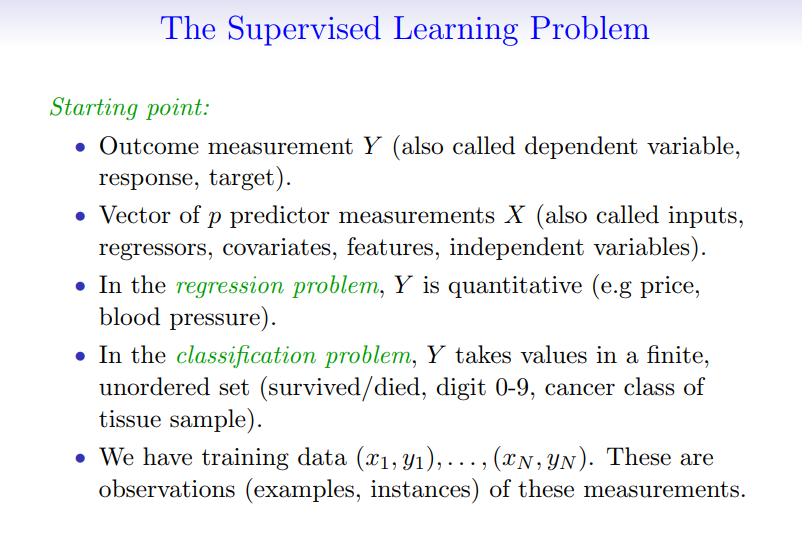 The Supervised Learning Problem
Starting point:
• Outcome measurement Y (also called dependent variable,
response, target).
• Vector of p predictor measurements X (also called inputs,
regressors, covariates, features, independent variables).
• In the regression problem, Y is quantitative (e.g price,
blood pressure).
• In the classification problem, Y takes values in a finite,
unordered set (survived/died, digit 0-9, cancer class of
tissue sample).
• We have training data (x₁, y₁), . . . , (x_N, y_N). These are
observations (examples, instances) of these measurements.